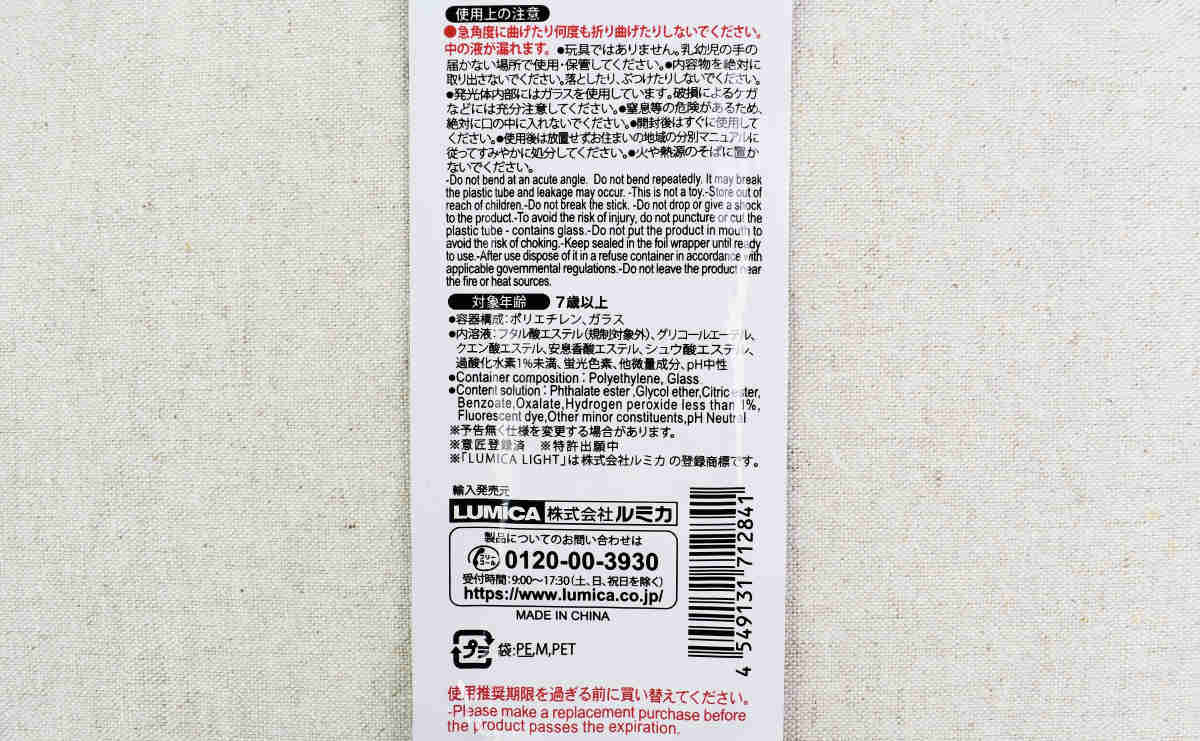 使用上の注意
●急角度に曲げたり何度も折り曲げたりしないでください。
中の液が漏れます。●玩具ではありません。乳幼児の手の
届かない場所で使用・保管してください。●内容物を絶対に
取り出さないでください。落としたり、ぶつけたりしないでください。
●発光体内部にはガラスを使用しています。破損によるケガ
などには充分注意してください。●窒息等の危険があるため、
絶対に口の中に入れないでください。●開封後はすぐに使用して
ください。●使用後は放置せずお住まいの地域の分別マニュアルに
従ってすみやかに処分してください。●火や熱源のそばに置か
ないでください。
-Do not bend at an acute angle. Do not bend repeatedly. It may break
the plastic tube and leakage may occur. -This is not a toy.-Store out of
reach of children.-Do not break the stick. -Do not drop or give a shock
to the product.-To avoid the risk of injury, do not puncture or cut the
plastic tube - contains glass.-Do not put the product in mouth to
avoid the risk of choking.-Keep sealed in the foil wrapper until ready
to use.-After use dispose of it in a refuse container in accordance with
applicable governmental regulations.-Do not leave the product near
the fire or heat sources.
対象年齢 7歳以上
●容器構成:ポリエチレン、ガラス
●内溶液:フタル酸エステル(規制対象外)、グリコールエーテル、
クエン酸エステル、安息香酸エステル、シュウ酸エステル、
過酸化水素1%未満、蛍光色素、他微量成分、pH中性
●Container composition : Polyethylene, Glass
●Content solution : Phthalate ester ,Glycol ether,Citric ester,
Benzoate,Oxalate,Hydrogen peroxide less than 1%,
Fluorescent dye,Other minor constituents,pH Neutral
※予告無く仕様を変更する場合があります。
※意匠登録済 ※特許出願中
※「LUMICA LIGHT」は株式会社ルミカ の登録商標です。
輸入発売元
LUMICA 株式会社ルミカ
製品についてのお問い合わせは
フリーコール 0120-00-3930
受付時間:9:00~17:30(土、日、祝日を除く)
https://www.lumica.co.jp/
MADE IN CHINA
4 549131 712841
プラ 袋:PE,M,PET
使用推奨期限を過ぎる前に買い替えてください。
-Please make a replacement purchase before
the product passes the expiration.